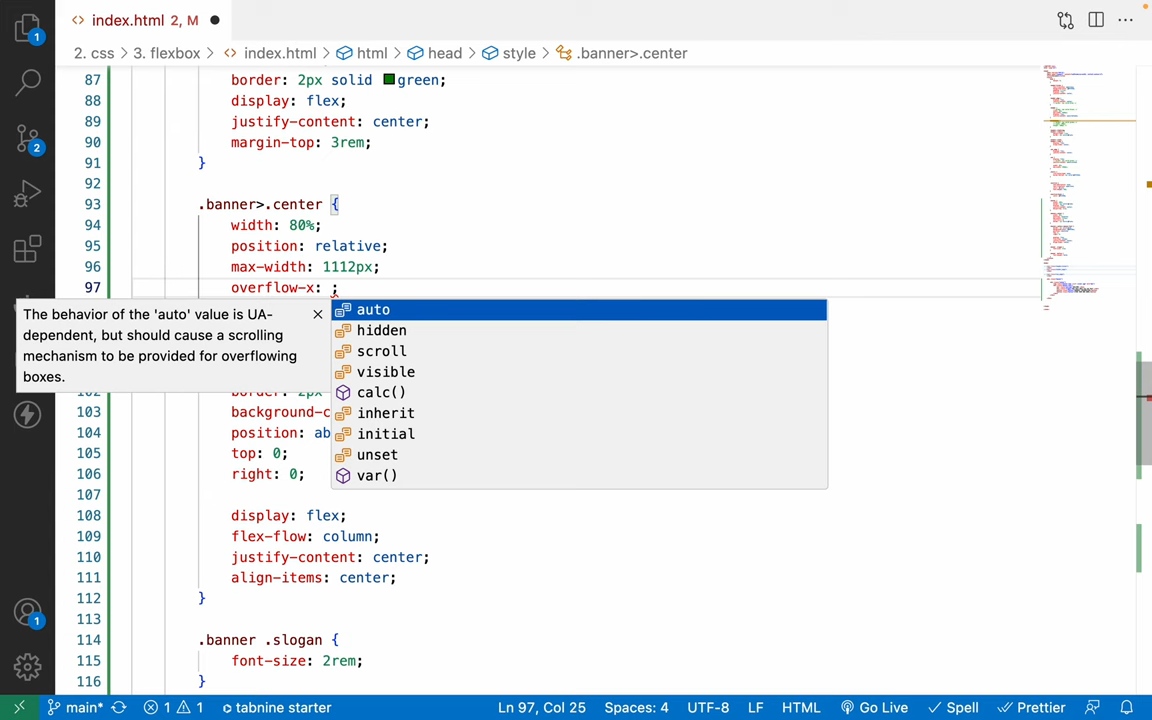 index.html 2, M
2. css > 3. flexbox > index.html > html > head > style > .banner>.center
1
2
1
87 border: 2px solid green;
88 display: flex;
89 justify-content: center;
90 margin-top: 3rem;
91 }
92
93 .banner>.center {
94 width: 80%;
95 position: relative;
96 max-width: 1112px;
97 overflow-x: ;
The behavior of the 'auto' value is UA-
dependent, but should cause a scrolling
mechanism to be provided for overflowing
boxes.
auto
hidden
scroll
visible
calc()
inherit
initial
unset
var()
103 background-c
104 position: ab
105 top: 0;
106 right: 0;
107
108 display: flex;
109 flex-flow: column;
110 justify-content: center;
111 align-items: center;
112 }
113
114 .banner .slogan {
115 font-size: 2rem;
116 }
main* 1 1 tabnine starter Ln 97, Col 25 Spaces: 4 UTF-8 LF HTML Go Live Spell Prettier